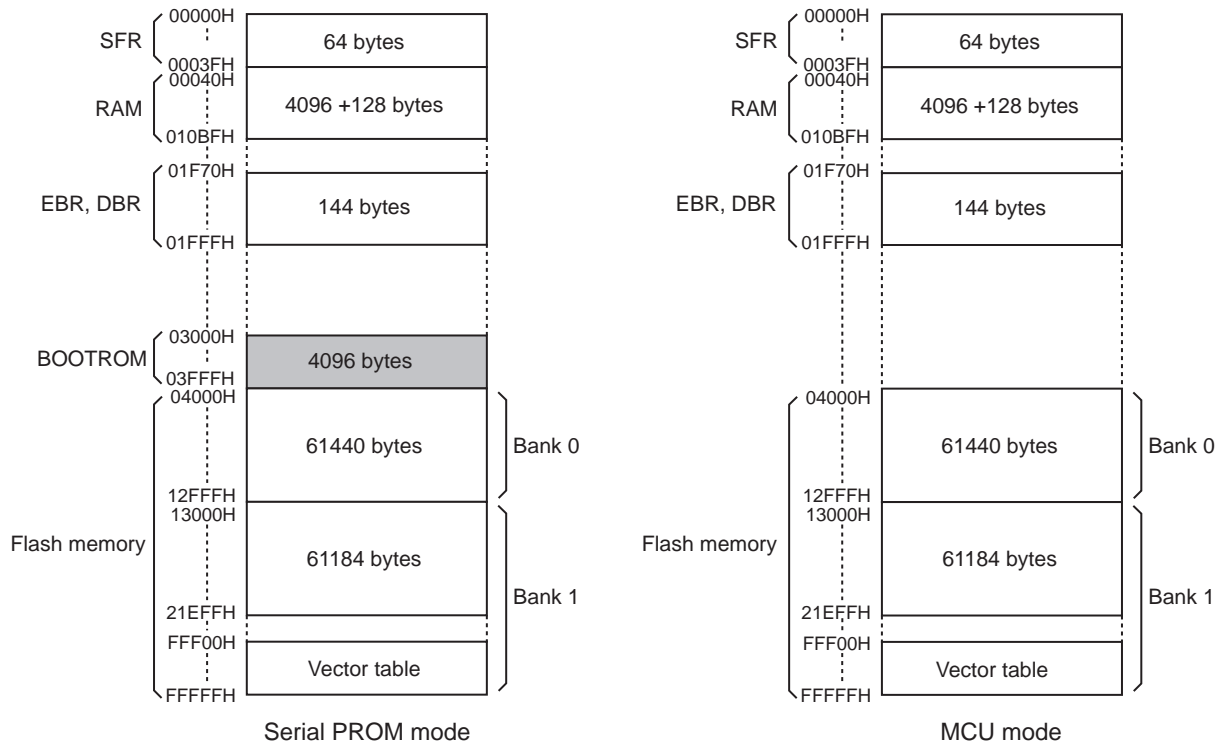 SFR
00000H
0003FH
64 bytes
RAM
00040H
010BFH
4096 +128 bytes
EBR, DBR
01F70H
01FFFH
144 bytes
BOOTROM
03000H
03FFFH
4096 bytes
Flash memory
04000H
12FFFH
61440 bytes
Bank 0
13000H
21EFFH
61184 bytes
Bank 1
FFF00H
FFFFFH
Vector table
Serial PROM mode
SFR
00000H
0003FH
64 bytes
RAM
00040H
010BFH
4096 +128 bytes
EBR, DBR
01F70H
01FFFH
144 bytes
Flash memory
04000H
12FFFH
61440 bytes
Bank 0
13000H
21EFFH
61184 bytes
Bank 1
FFF00H
FFFFFH
Vector table
MCU mode